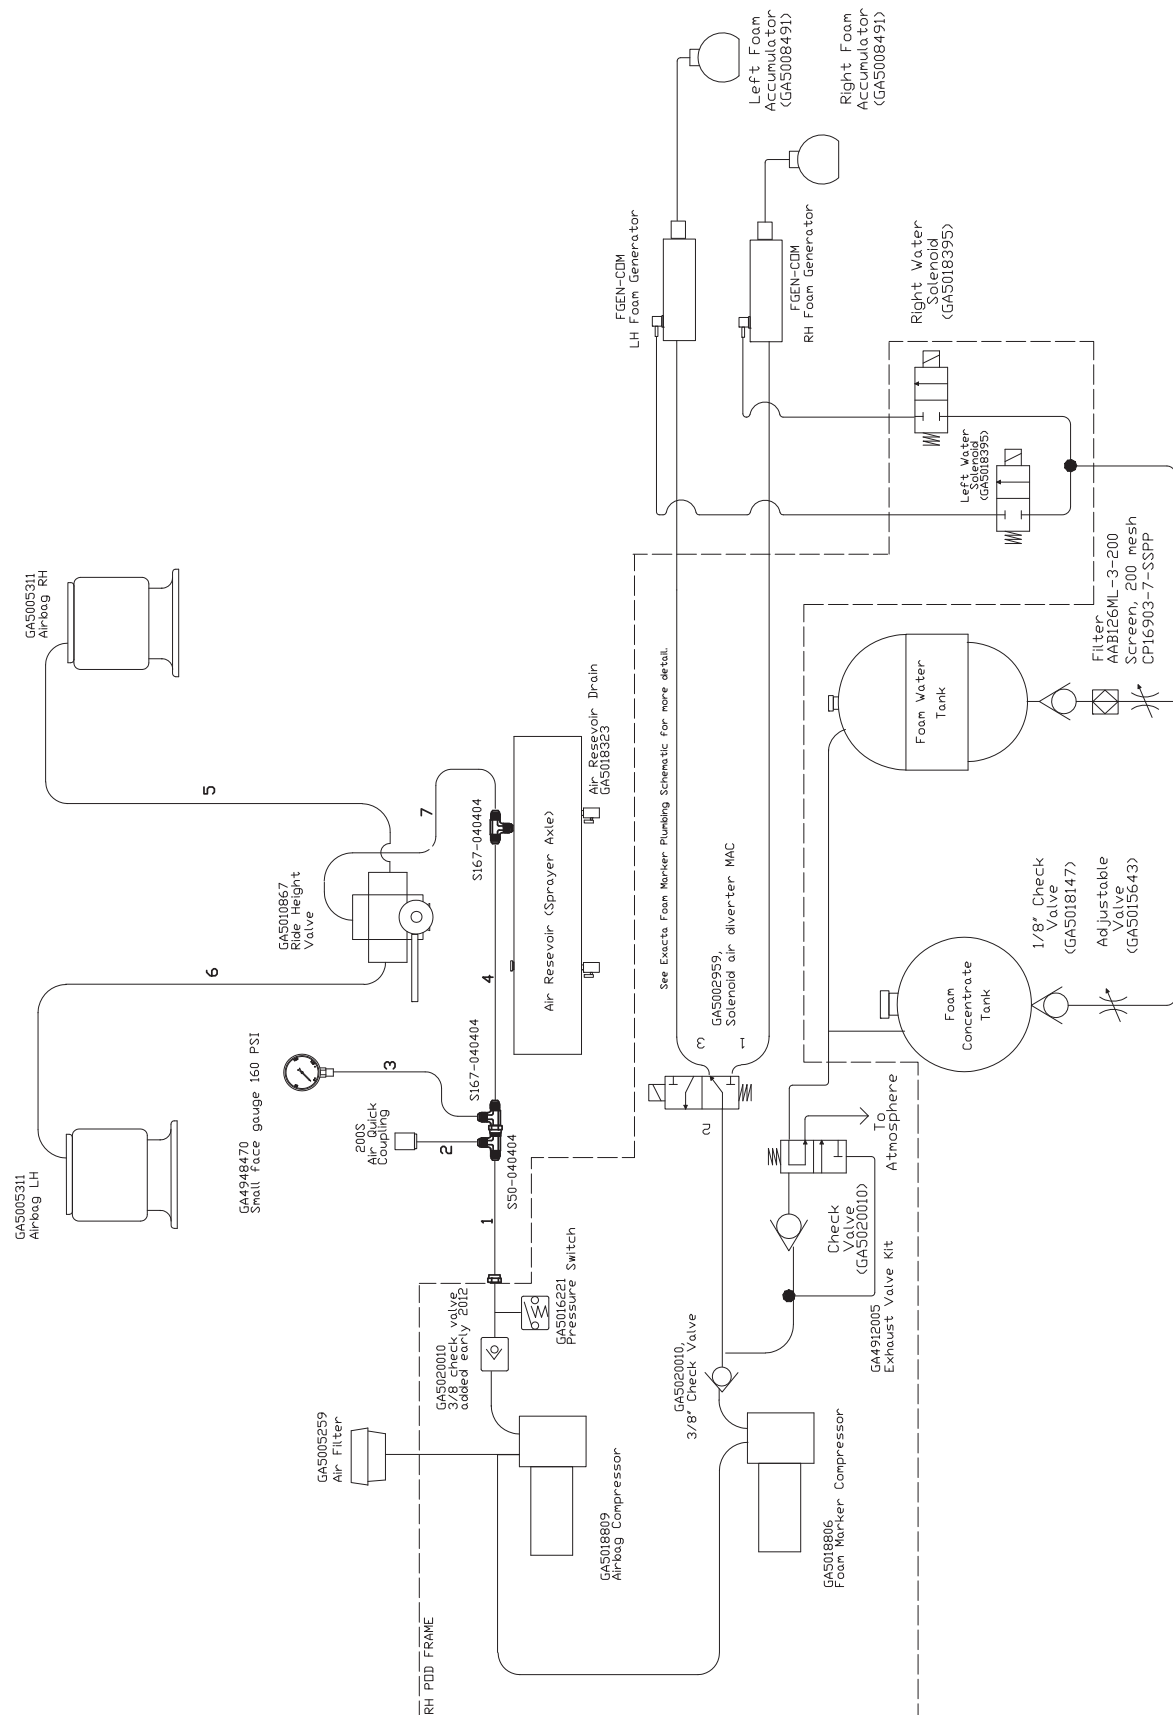 Left Foam
Accumulator
(GA5008491)
Right Foam
Accumulator
(GA5008491)
FGEN-COM
LH Foam Generator
FGEN-COM
RH Foam Generator
Right Water
Solenoid
(GA5018395)
Left Water
Solenoid
(GA5018395)
GA5005311
Airbag RH
5
7
GA5010867
Ride Height
Valve
6
S167-040404
Air Resevoir Drain
GA5018323
Air Resevoir (Sprayer Axle)
4
See Exacta Foam Marker Plumbing Schematic for more detail.
Filter
AAB126ML-3-200
Screen, 200 mesh
CP16903-7-SSPP
Foam Water
Tank
GA5002959,
Solenoid air diverter MAC
3
1
2
1/8" Check
Valve
(GA5018147)
Adjustable
Valve
(GA5015643)
Foam
Concentrate
Tank
GA4948470
Small face gauge 160 PSI
3
S167-040404
200S
Air Quick
Coupling
2
S50-040404
1
GA5005311
Airbag LH
To
Atmosphere
Check
Valve
(GA5020010)
GA4912005
Exhaust Valve Kit
GA5016221
Pressure Switch
GA5020010
3/8 check valve
added early 2012
GA5020010,
3/8" Check Valve
GA5005259
Air Filter
GA5018809
Airbag Compressor
GA5018806
Foam Marker Compressor
RH POD FRAME